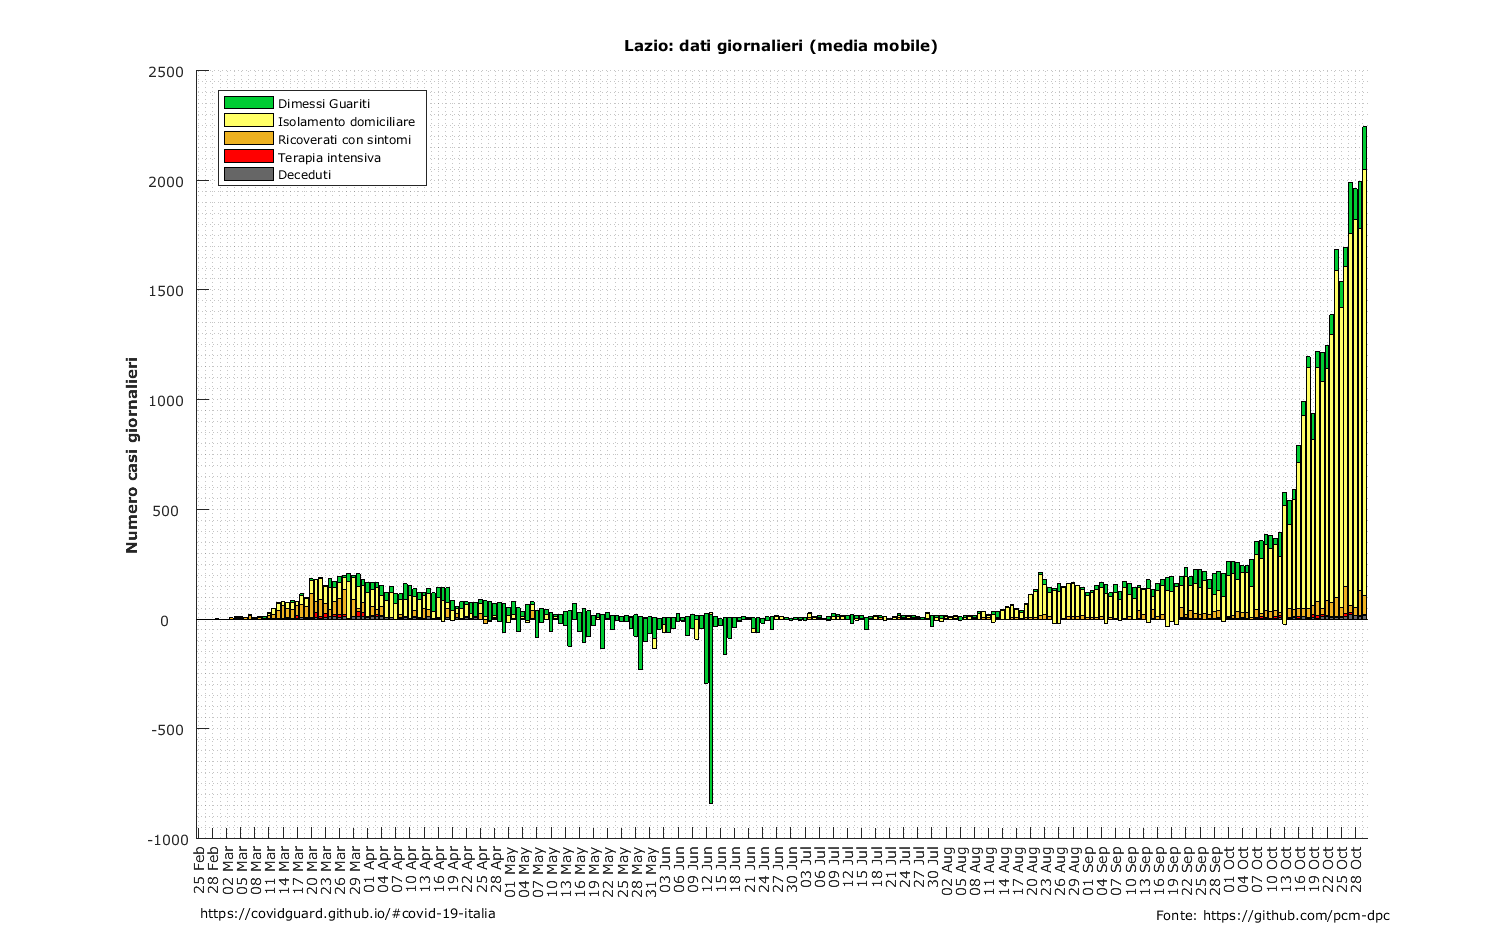 Lazio: dati giornalieri (media mobile)
2500
2000
1500
1000
500
0
-500
-1000
Numero casi giornalieri
Dimessi Guariti
Isolamento domiciliare
Ricoverati con sintomi
Terapia intensiva
Deceduti
25 Feb
28 Feb
02 Mar
05 Mar
08 Mar
11 Mar
14 Mar
17 Mar
20 Mar
23 Mar
26 Mar
29 Mar
01 Apr
04 Apr
07 Apr
10 Apr
13 Apr
16 Apr
19 Apr
22 Apr
25 Apr
28 Apr
01 May
04 May
07 May
10 May
13 May
16 May
19 May
22 May
25 May
28 May
31 May
03 Jun
06 Jun
09 Jun
12 Jun
15 Jun
18 Jun
21 Jun
24 Jun
27 Jun
30 Jun
03 Jul
06 Jul
09 Jul
12 Jul
15 Jul
18 Jul
21 Jul
24 Jul
27 Jul
30 Jul
02 Aug
05 Aug
08 Aug
11 Aug
14 Aug
17 Aug
20 Aug
23 Aug
26 Aug
29 Aug
01 Sep
04 Sep
07 Sep
10 Sep
13 Sep
16 Sep
19 Sep
22 Sep
25 Sep
28 Sep
01 Oct
04 Oct
07 Oct
10 Oct
13 Oct
16 Oct
19 Oct
22 Oct
25 Oct
28 Oct
https://covidguard.github.io/#covid-19-italia
Fonte: https://github.com/pcm-dpc